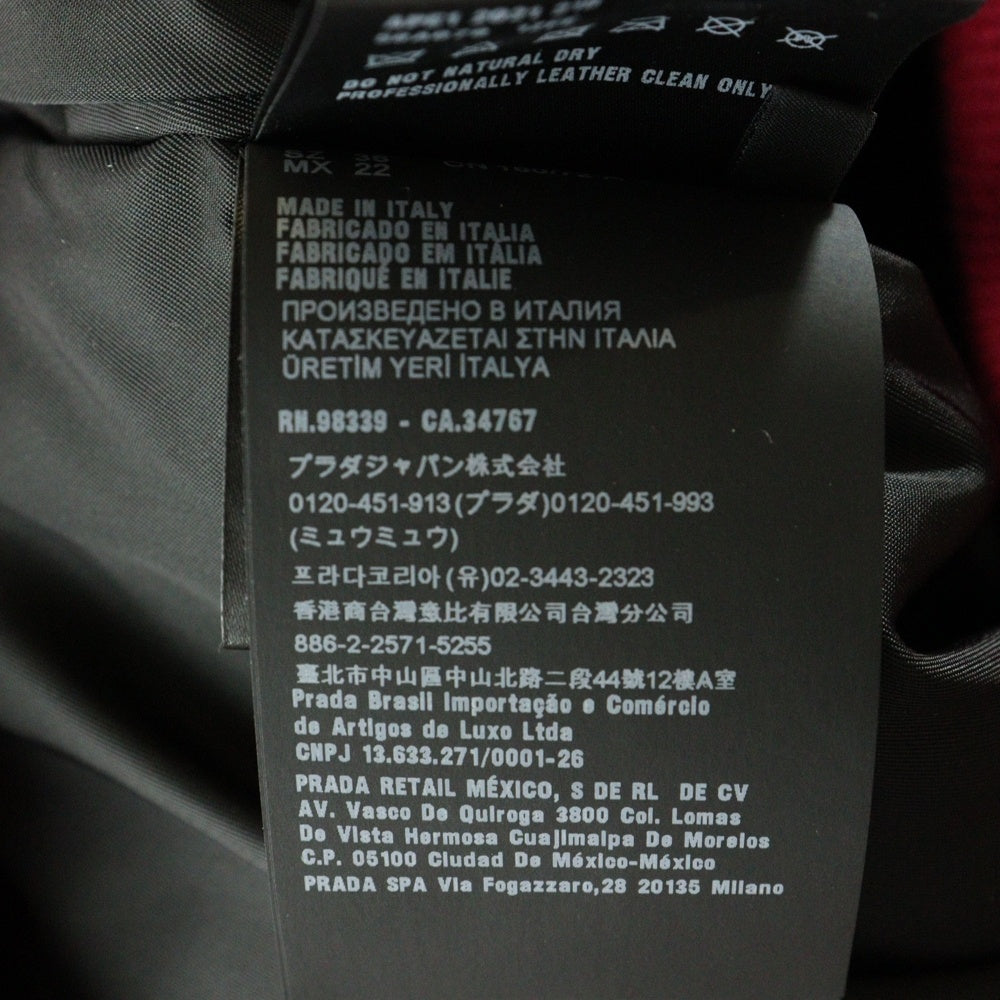 DO NOT NATURAL DRY
PROFESSIONALLY LEATHER CLEAN ONLY
MX 22
MADE IN ITALY
FABRICADO EN ITALIA
FABRICADO EM ITÁLIA
FABRIQUÉ EN ITALIE
ПРОИЗВЕДЕНО В ИТАЛИЯ
ΚΑΤΑΣΚΕYAZETAI ΣΤΗΝ ΙΤΑΛΙΑ
ÜRETİM YERİ İTALYA
RN.98339 - CA.34767
プラダジャパン株式会社
0120-451-913(プラダ)0120-451-993
(ミュウミュウ)
프라다코리아(유)02-3443-2323
香港商台灣意比有限公司台灣分公司
886-2-2571-5255
臺北市中山區中山北路二段44號12樓A室
Prada Brasil Importação e Comércio
de Artigos de Luxo Ltda
CNPJ 13.633.271/0001-26
PRADA RETAIL MÉXICO, S DE RL DE CV
AV. Vasco De Quiroga 3800 Col. Lomas
De Vista Hermosa Cuajimalpa De Morelos
C.P. 05100 Ciudad De México-México
PRADA SPA Via Fogazzaro,28 20135 Milano